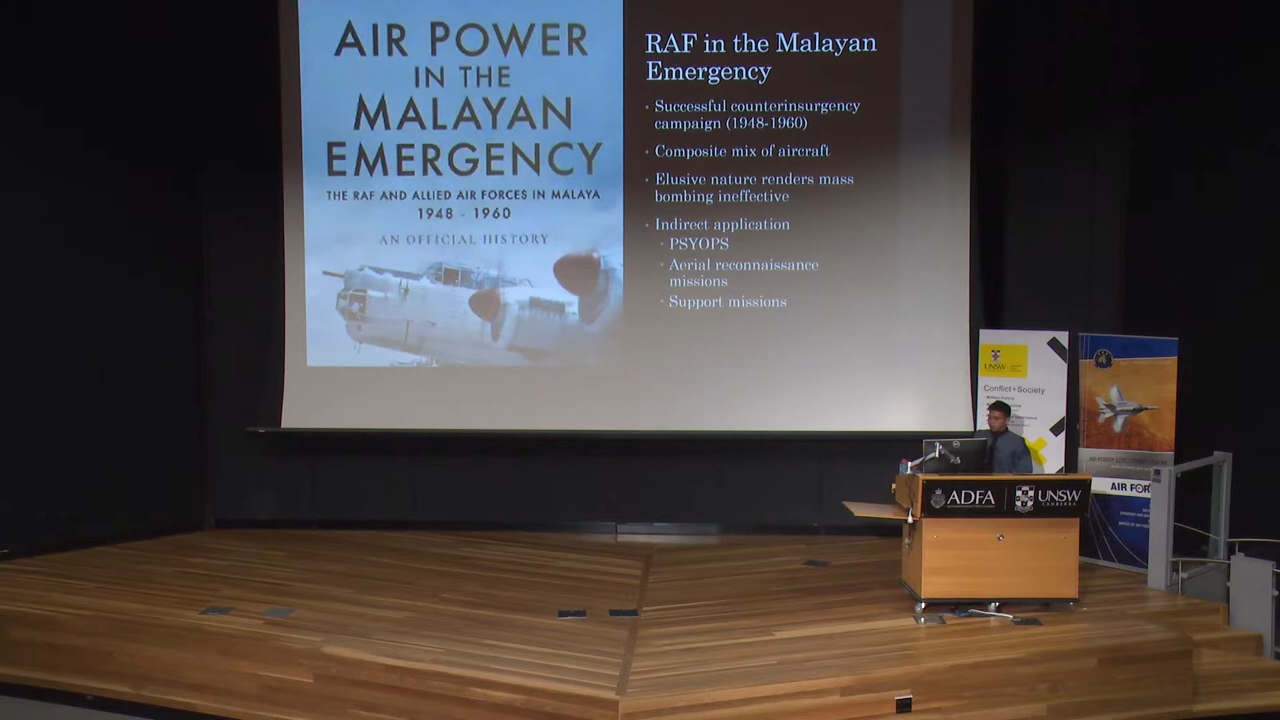 AIR POWER
IN THE
MALAYAN
EMERGENCY
THE RAF AND ALLIED AIR FORCES IN MALAYA
1948 - 1960
AN OFFICIAL HISTORY
RAF in the Malayan
Emergency
Successful counterinsurgency
campaign (1948-1960)
Composite mix of aircraft
Elusive nature renders mass
bombing ineffective
Indirect application
PSYOPS
Aerial reconnaissance
missions
Support missions
UNSW
Conflict+Society
AIR FOR
ADFA
UNSW
CANBERRA